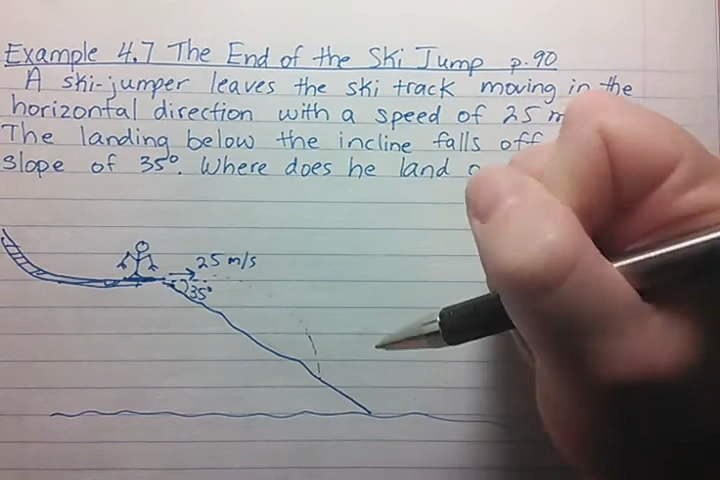 Example 4.7 The End of the Ski Jump p.90
A ski-jumper leaves the ski track moving in the
horizontal direction with a speed of 25 m
The landing below the incline falls off
slope of 35°. Where does he land
25 m/s
35°